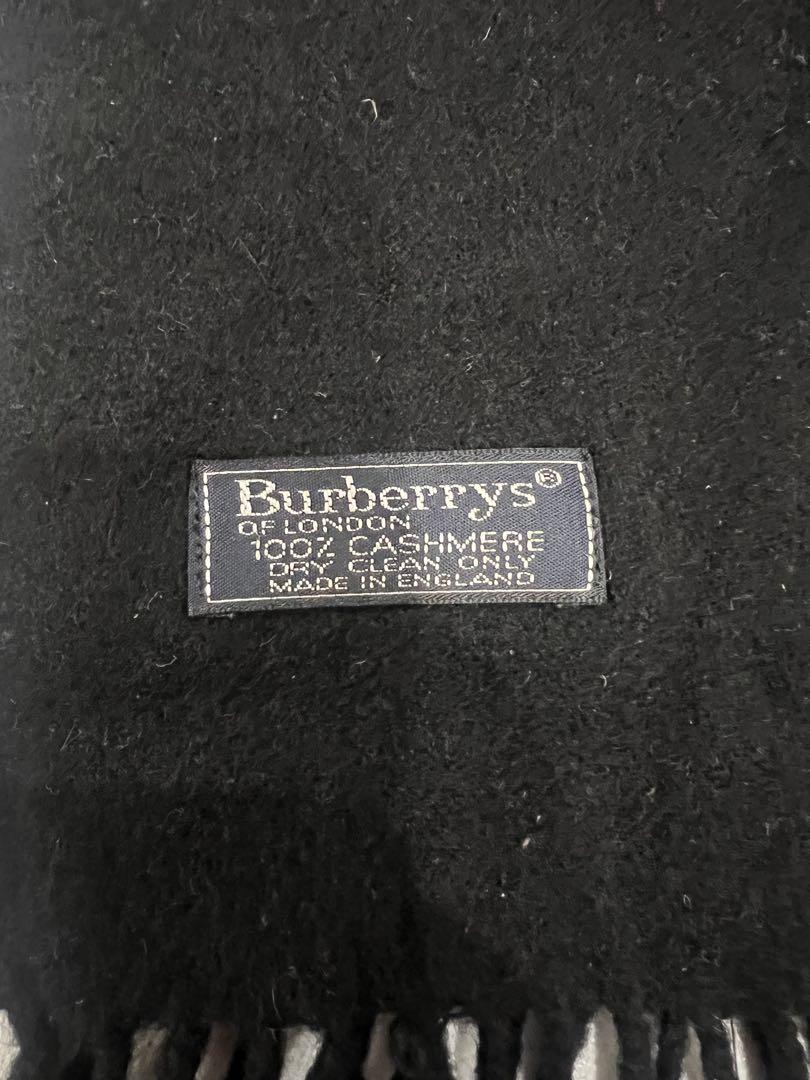 Burberrys®
OF LONDON
100% CASHMERE
DRY CLEAN ONLY
MADE IN ENGLAND